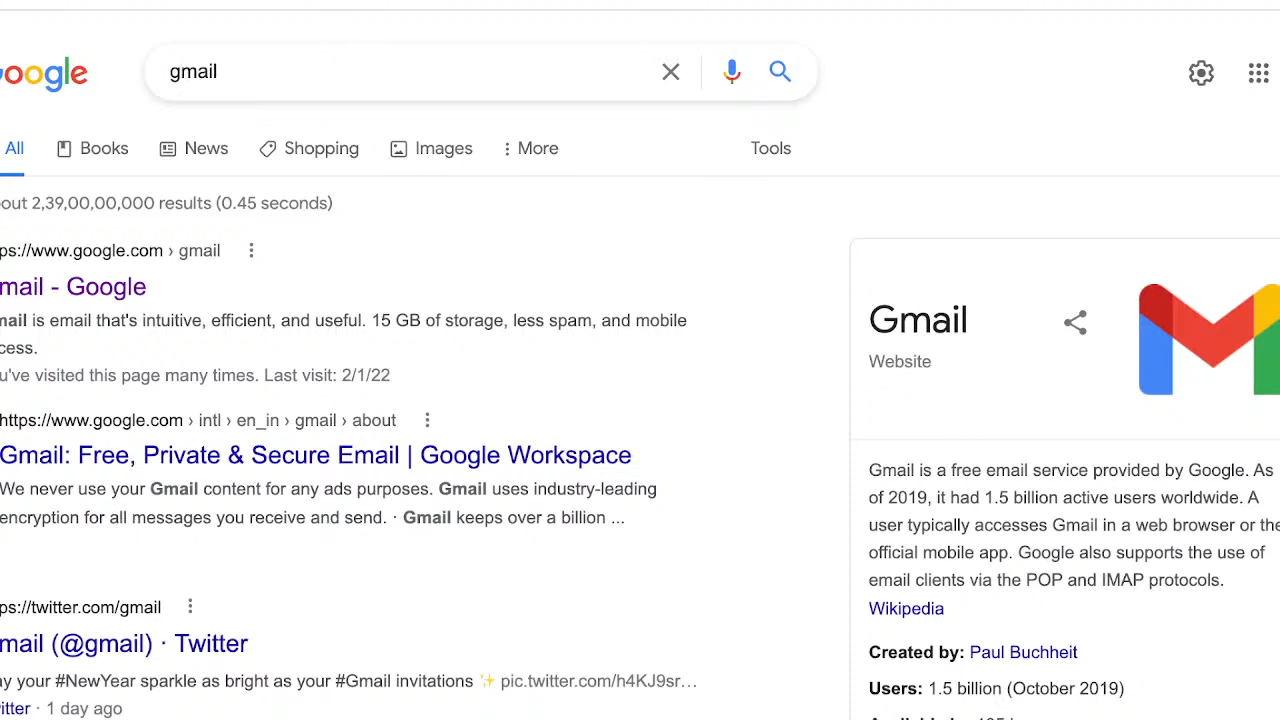 oogle
gmail
All
Books
News
Shopping
Images
More
Tools
out 2,39,00,00,000 results (0.45 seconds)
ps://www.google.com › gmail
mail - Google
mail is email that's intuitive, efficient, and useful. 15 GB of storage, less spam, and mobile
cess.
u've visited this page many times. Last visit: 2/1/22
https://www.google.com › intl › en_in › gmail › about
Gmail: Free, Private & Secure Email | Google Workspace
We never use your Gmail content for any ads purposes. Gmail uses industry-leading
encryption for all messages you receive and send. · Gmail keeps over a billion ...
ps://twitter.com/gmail
mail (@gmail) · Twitter
ay your #NewYear sparkle as bright as your #Gmail invitations ✨ pic.twitter.com/h4KJ9sr…
itter · 1 day ago
Gmail
Website
Gmail is a free email service provided by Google. As
of 2019, it had 1.5 billion active users worldwide. A
user typically accesses Gmail in a web browser or the
official mobile app. Google also supports the use of
email clients via the POP and IMAP protocols.
Wikipedia
Created by: Paul Buchheit
Users: 1.5 billion (October 2019)